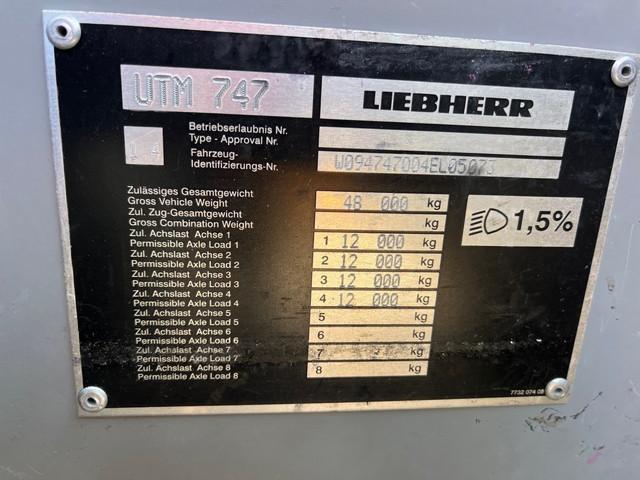 UTM 747
LIEBHERR
14
Betriebserlaubnis Nr.
Type - Approval Nr.
Fahrzeug-
Identifizierungs-Nr.
W094747004EL05073
Zulässiges Gesamtgewicht
Gross Vehicle Weight
48 000 kg
Zul. Zug-Gesamtgewicht
Gross Combination Weight
kg
1,5%
Zul. Achslast Achse 1
Permissible Axle Load 1
1 12 000 kg
Zul. Achslast Achse 2
Permissible Axle Load 2
2 12 000 kg
Zul. Achslast Achse 3
Permissible Axle Load 3
3 12 000 kg
Zul. Achslast Achse 4
Permissible Axle Load 4
4 12 000 kg
Zul. Achslast Achse 5
Permissible Axle Load 5
5 kg
Zul. Achslast Achse 6
Permissible Axle Load 6
6 kg
Zul. Achslast Achse 7
Permissible Axle Load 7
7 kg
Zul. Achslast Achse 8
Permissible Axle Load 8
8 kg
7732 074 08